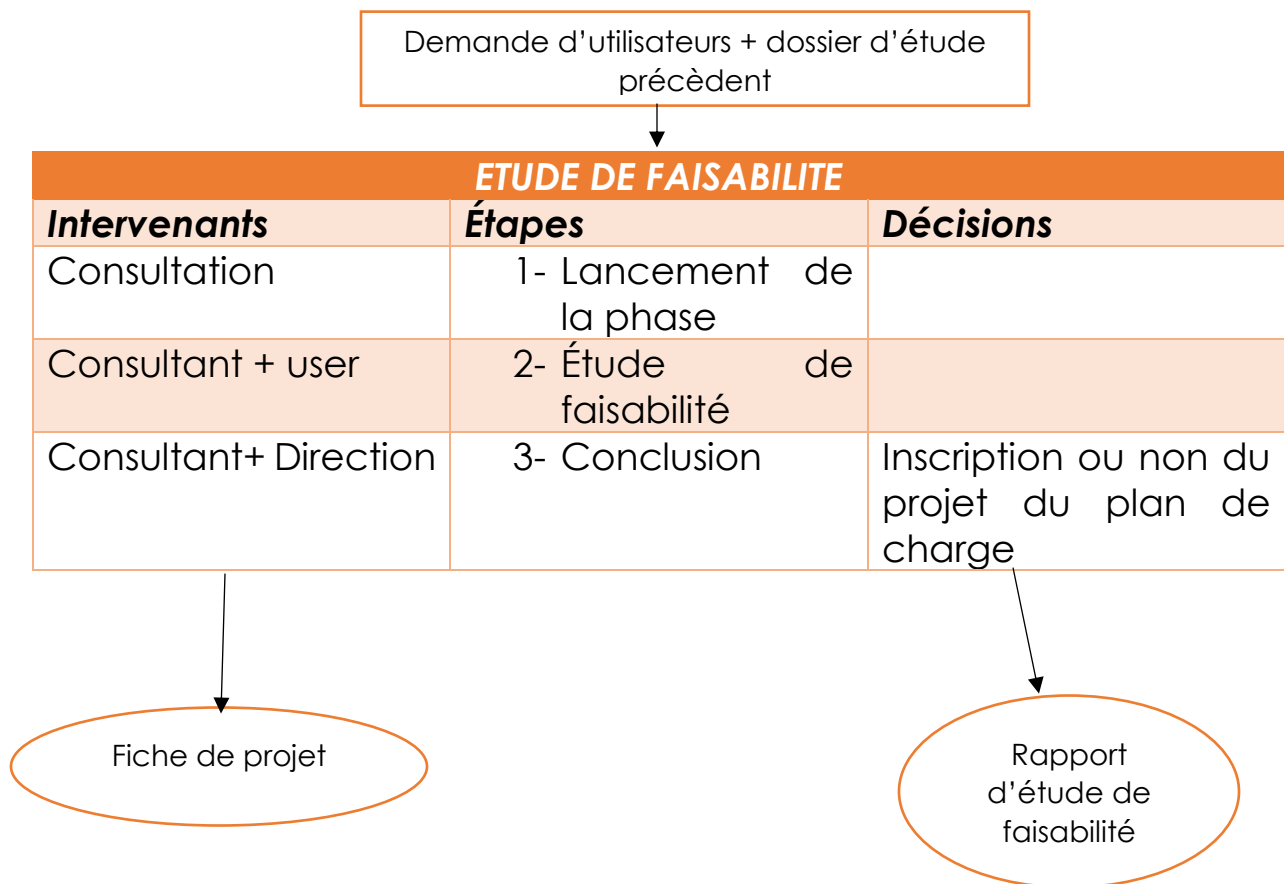 Demande d'utilisateurs + dossier d'étude
précèdent
ETUDE DE FAISABILITE
Intervenants Étapes Décisions
Consultation 1- Lancement de
la phase
Consultant + user 2- Étude de
faisabilité
Consultant+ Direction 3- Conclusion Inscription ou non du
projet du plan de
charge
Fiche de projet
Rapport
d'étude de
faisabilité